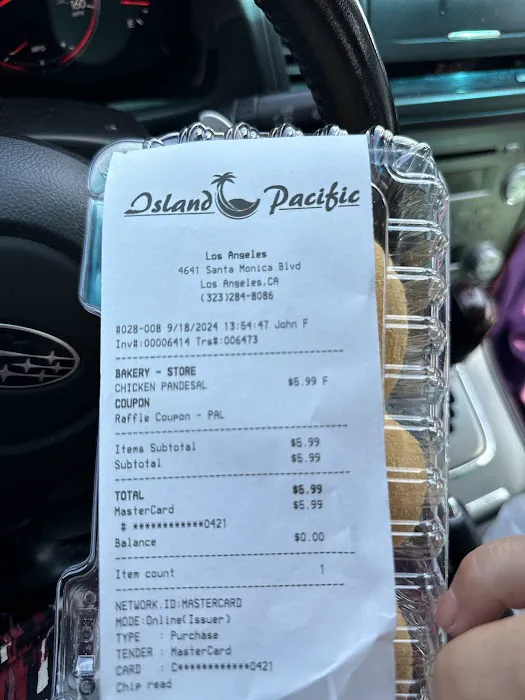 Island Pacific
Los Angeles
4641 Santa Monica Blvd
Los Angeles,CA
(323)284-8086
#028-008 9/18/2024 13:54:47 John F
Inv#:00006414 Trs#:006473
BAKERY - STORE
CHICKEN PANDESAL $5.99 F
COUPON
Raffle Coupon - PAL
Items Subtotal $5.99
Subtotal $5.99
TOTAL $5.99
MasterCard $5.99
# ************0421
Balance $0.00
Item count 1
NETWORK.ID:MASTERCARD
MODE:Online(Issuer)
TYPE : Purchase
TENDER : MasterCard
CARD : C************0421
Chip read